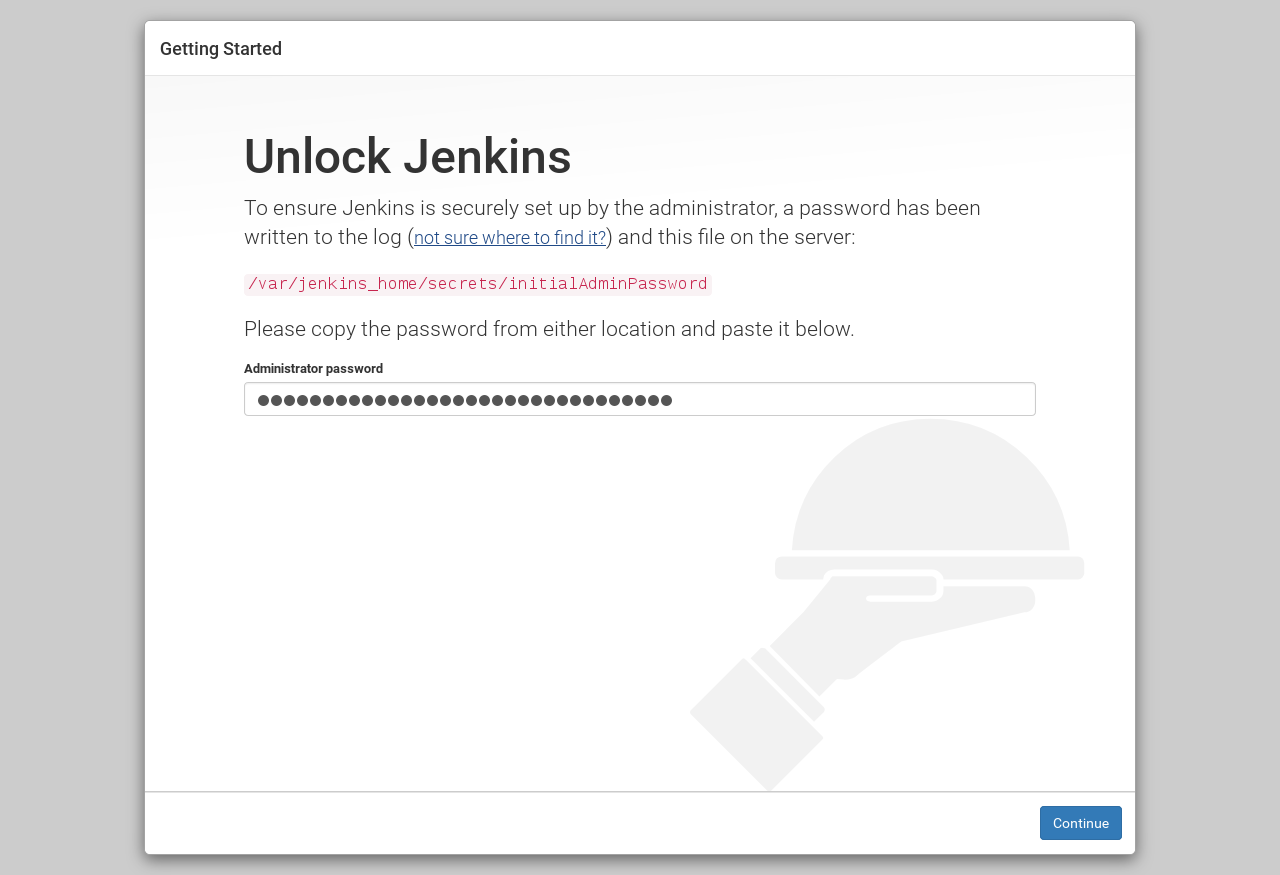 Getting Started
Unlock Jenkins
To ensure Jenkins is securely set up by the administrator, a password has been
written to the log (not sure where to find it?) and this file on the server:
/var/jenkins_home/secrets/initialAdminPassword
Please copy the password from either location and paste it below.
Administrator password
●●●●●●●●●●●●●●●●●●●●●●●●●●●●●●●●
Continue